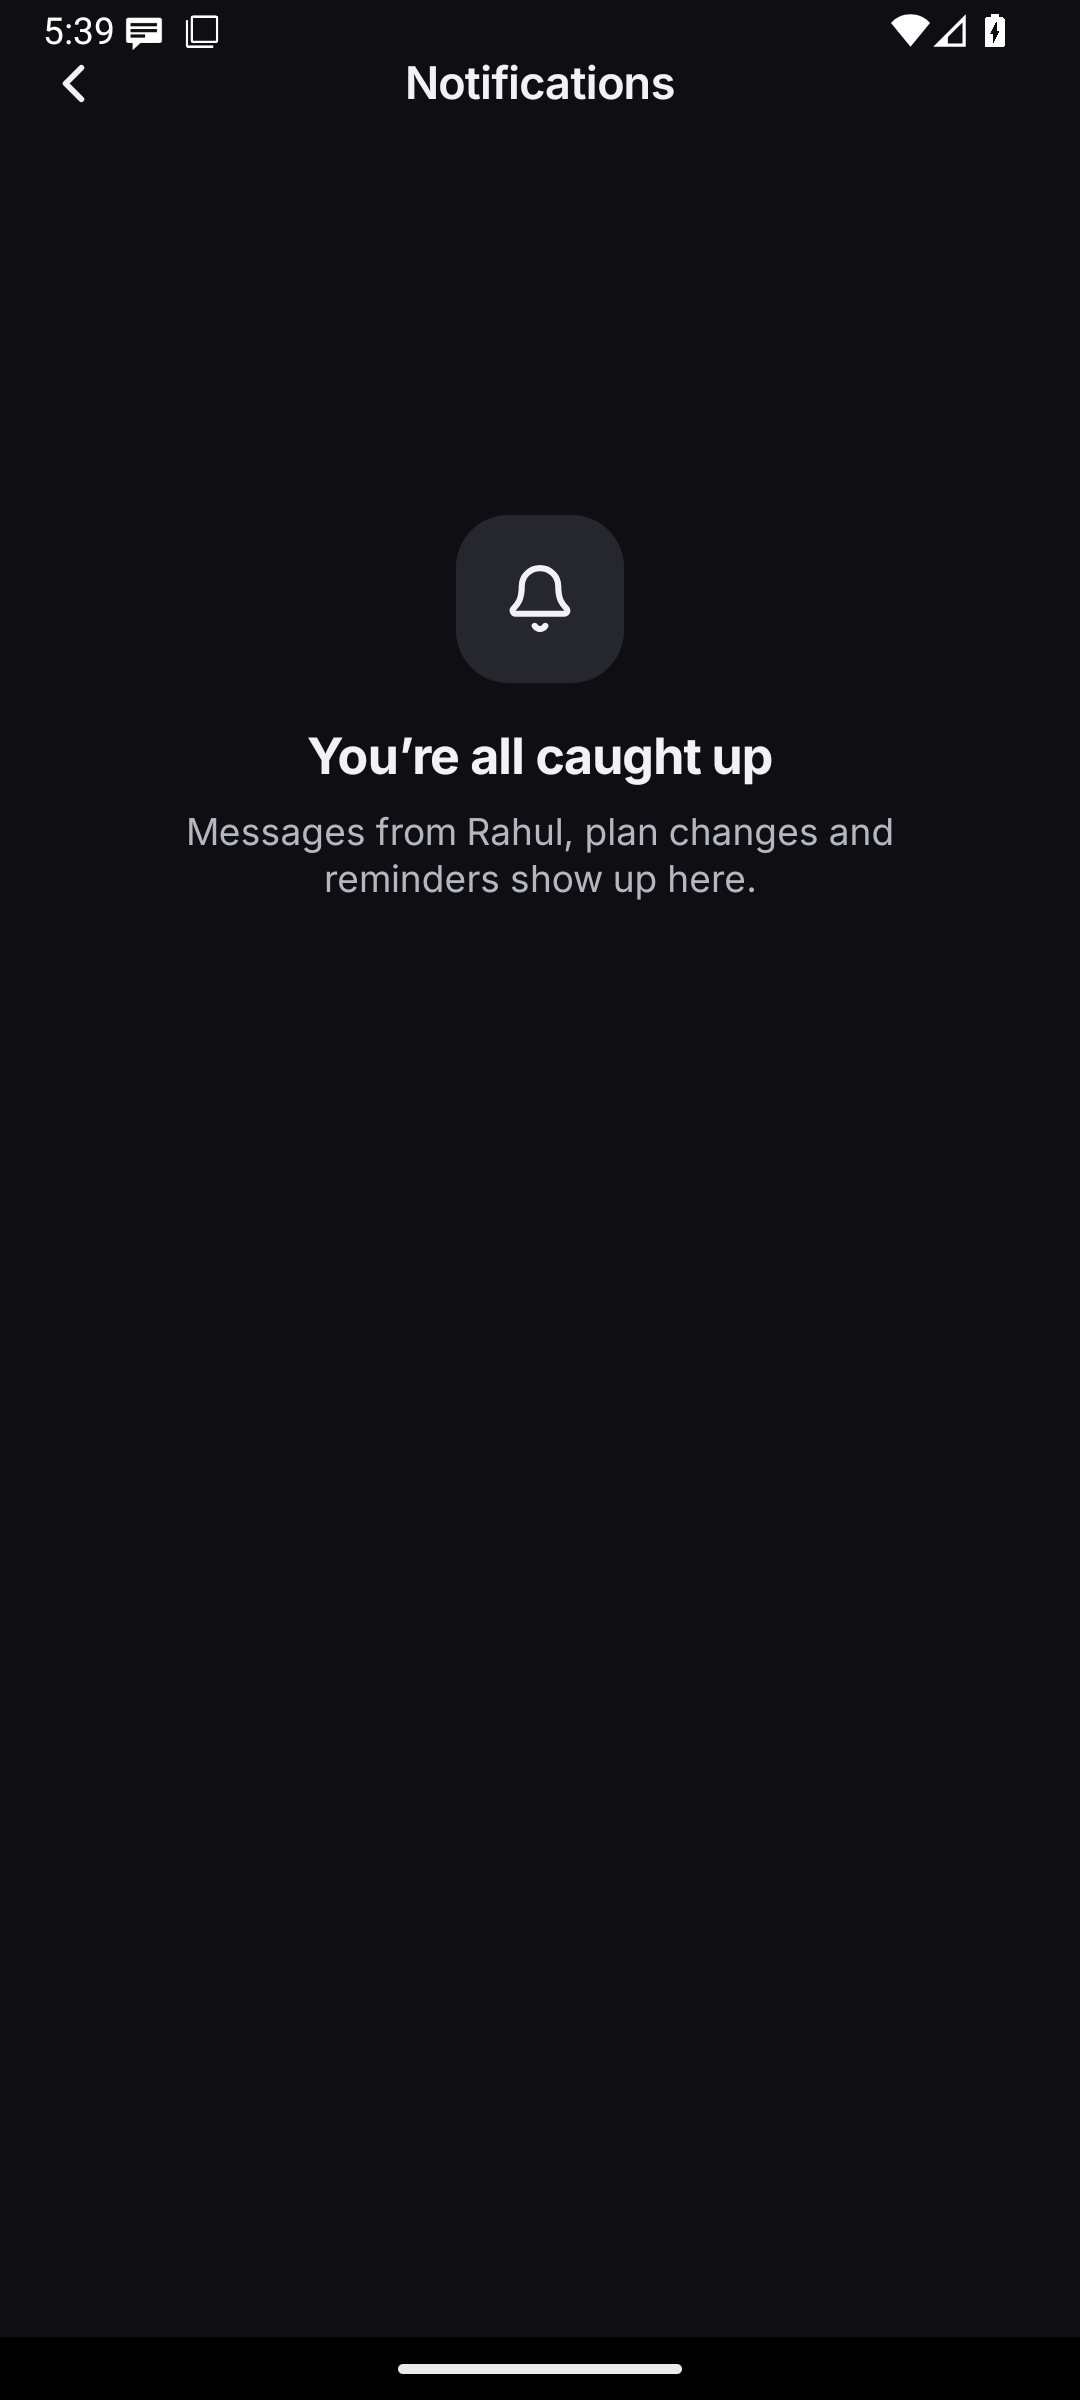 5:39
Notifications
You’re all caught up
Messages from Rahul, plan changes and
reminders show up here.